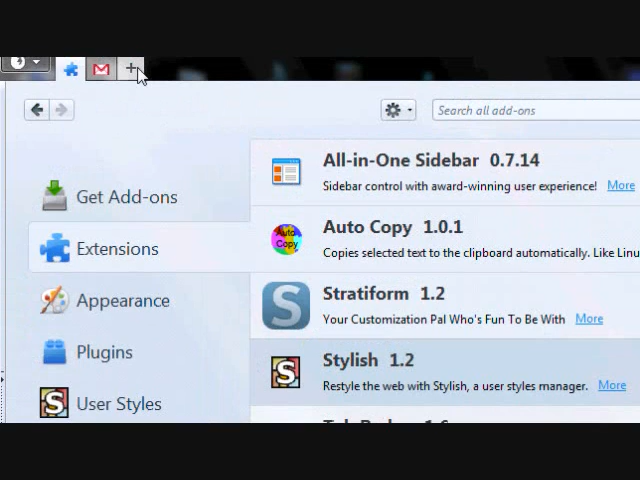 Search all add-ons
All-in-One Sidebar 0.7.14
Sidebar control with award-winning user experience! More
Get Add-ons
Auto Copy 1.0.1
Auto
Copy
Copies selected text to the clipboard automatically. Like Linu
Extensions
Stratiform 1.2
S
Your Customization Pal Who's Fun To Be With More
Appearance
Plugins
Stylish 1.2
S
Restyle the web with Stylish, a user styles manager. More
S
User Styles